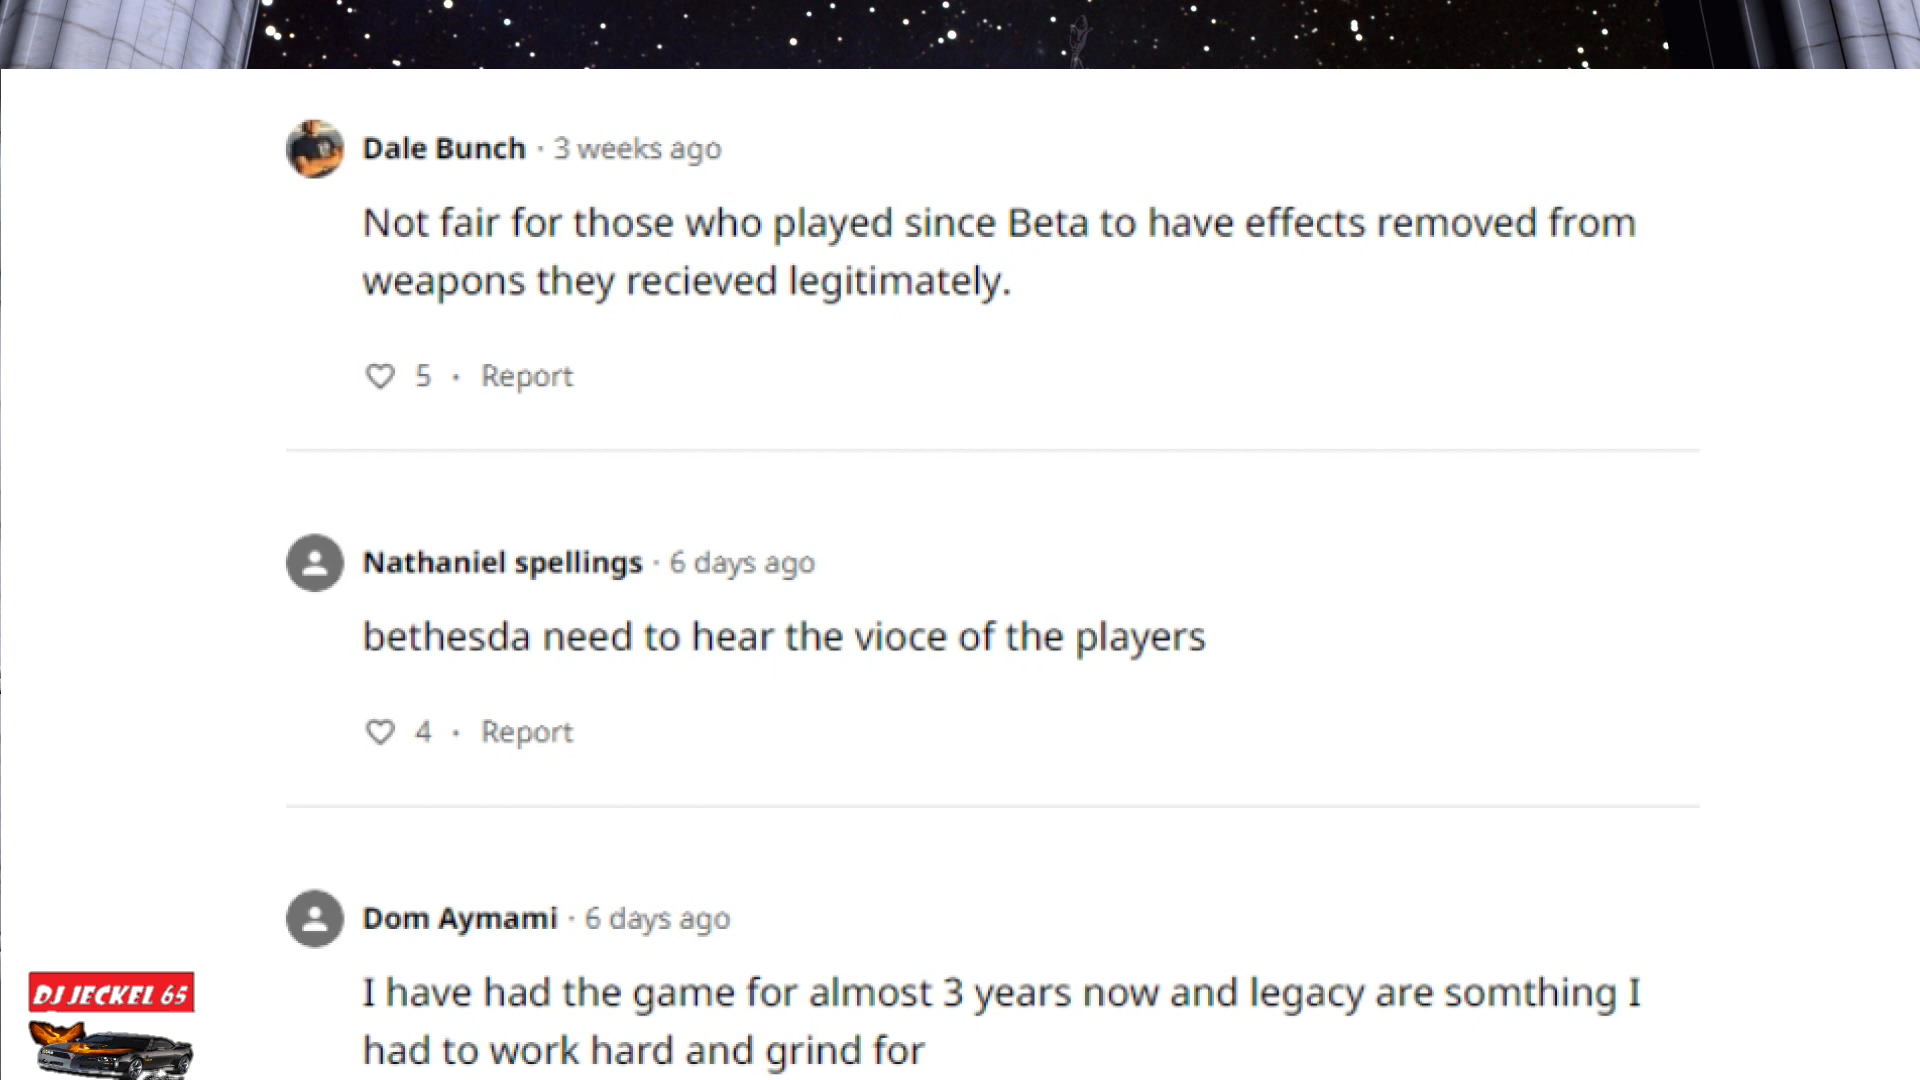 Dale Bunch · 3 weeks ago
Not fair for those who played since Beta to have effects removed from
weapons they recieved legitimately.
5 · Report
Nathaniel spellings · 6 days ago
bethesda need to hear the vioce of the players
4 · Report
Dom Aymami · 6 days ago
I have had the game for almost 3 years now and legacy are somthing I
had to work hard and grind for
DJ JECKEL 65